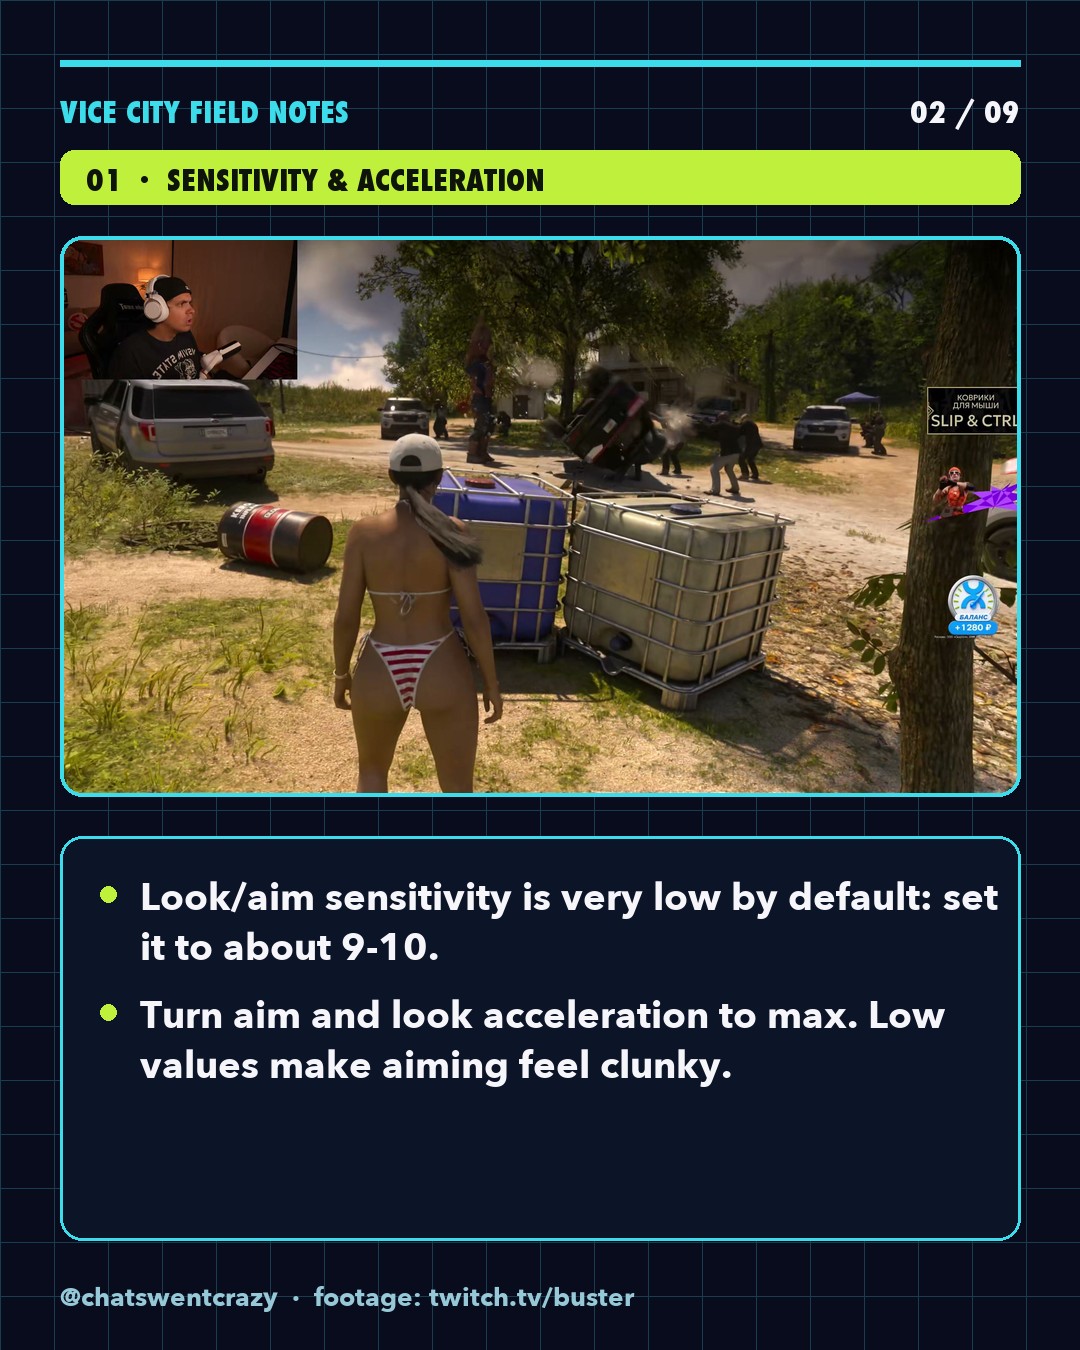 VICE CITY FIELD NOTES
02 / 09
01 · SENSITIVITY & ACCELERATION
КОВРИКИ
ДЛЯ МЫШИ
SLIP & CTRL
БАЛАНС
+1280 ₽
• Look/aim sensitivity is very low by default: set
it to about 9-10.
• Turn aim and look acceleration to max. Low
values make aiming feel clunky.
@chatswentcrazy · footage: twitch.tv/buster